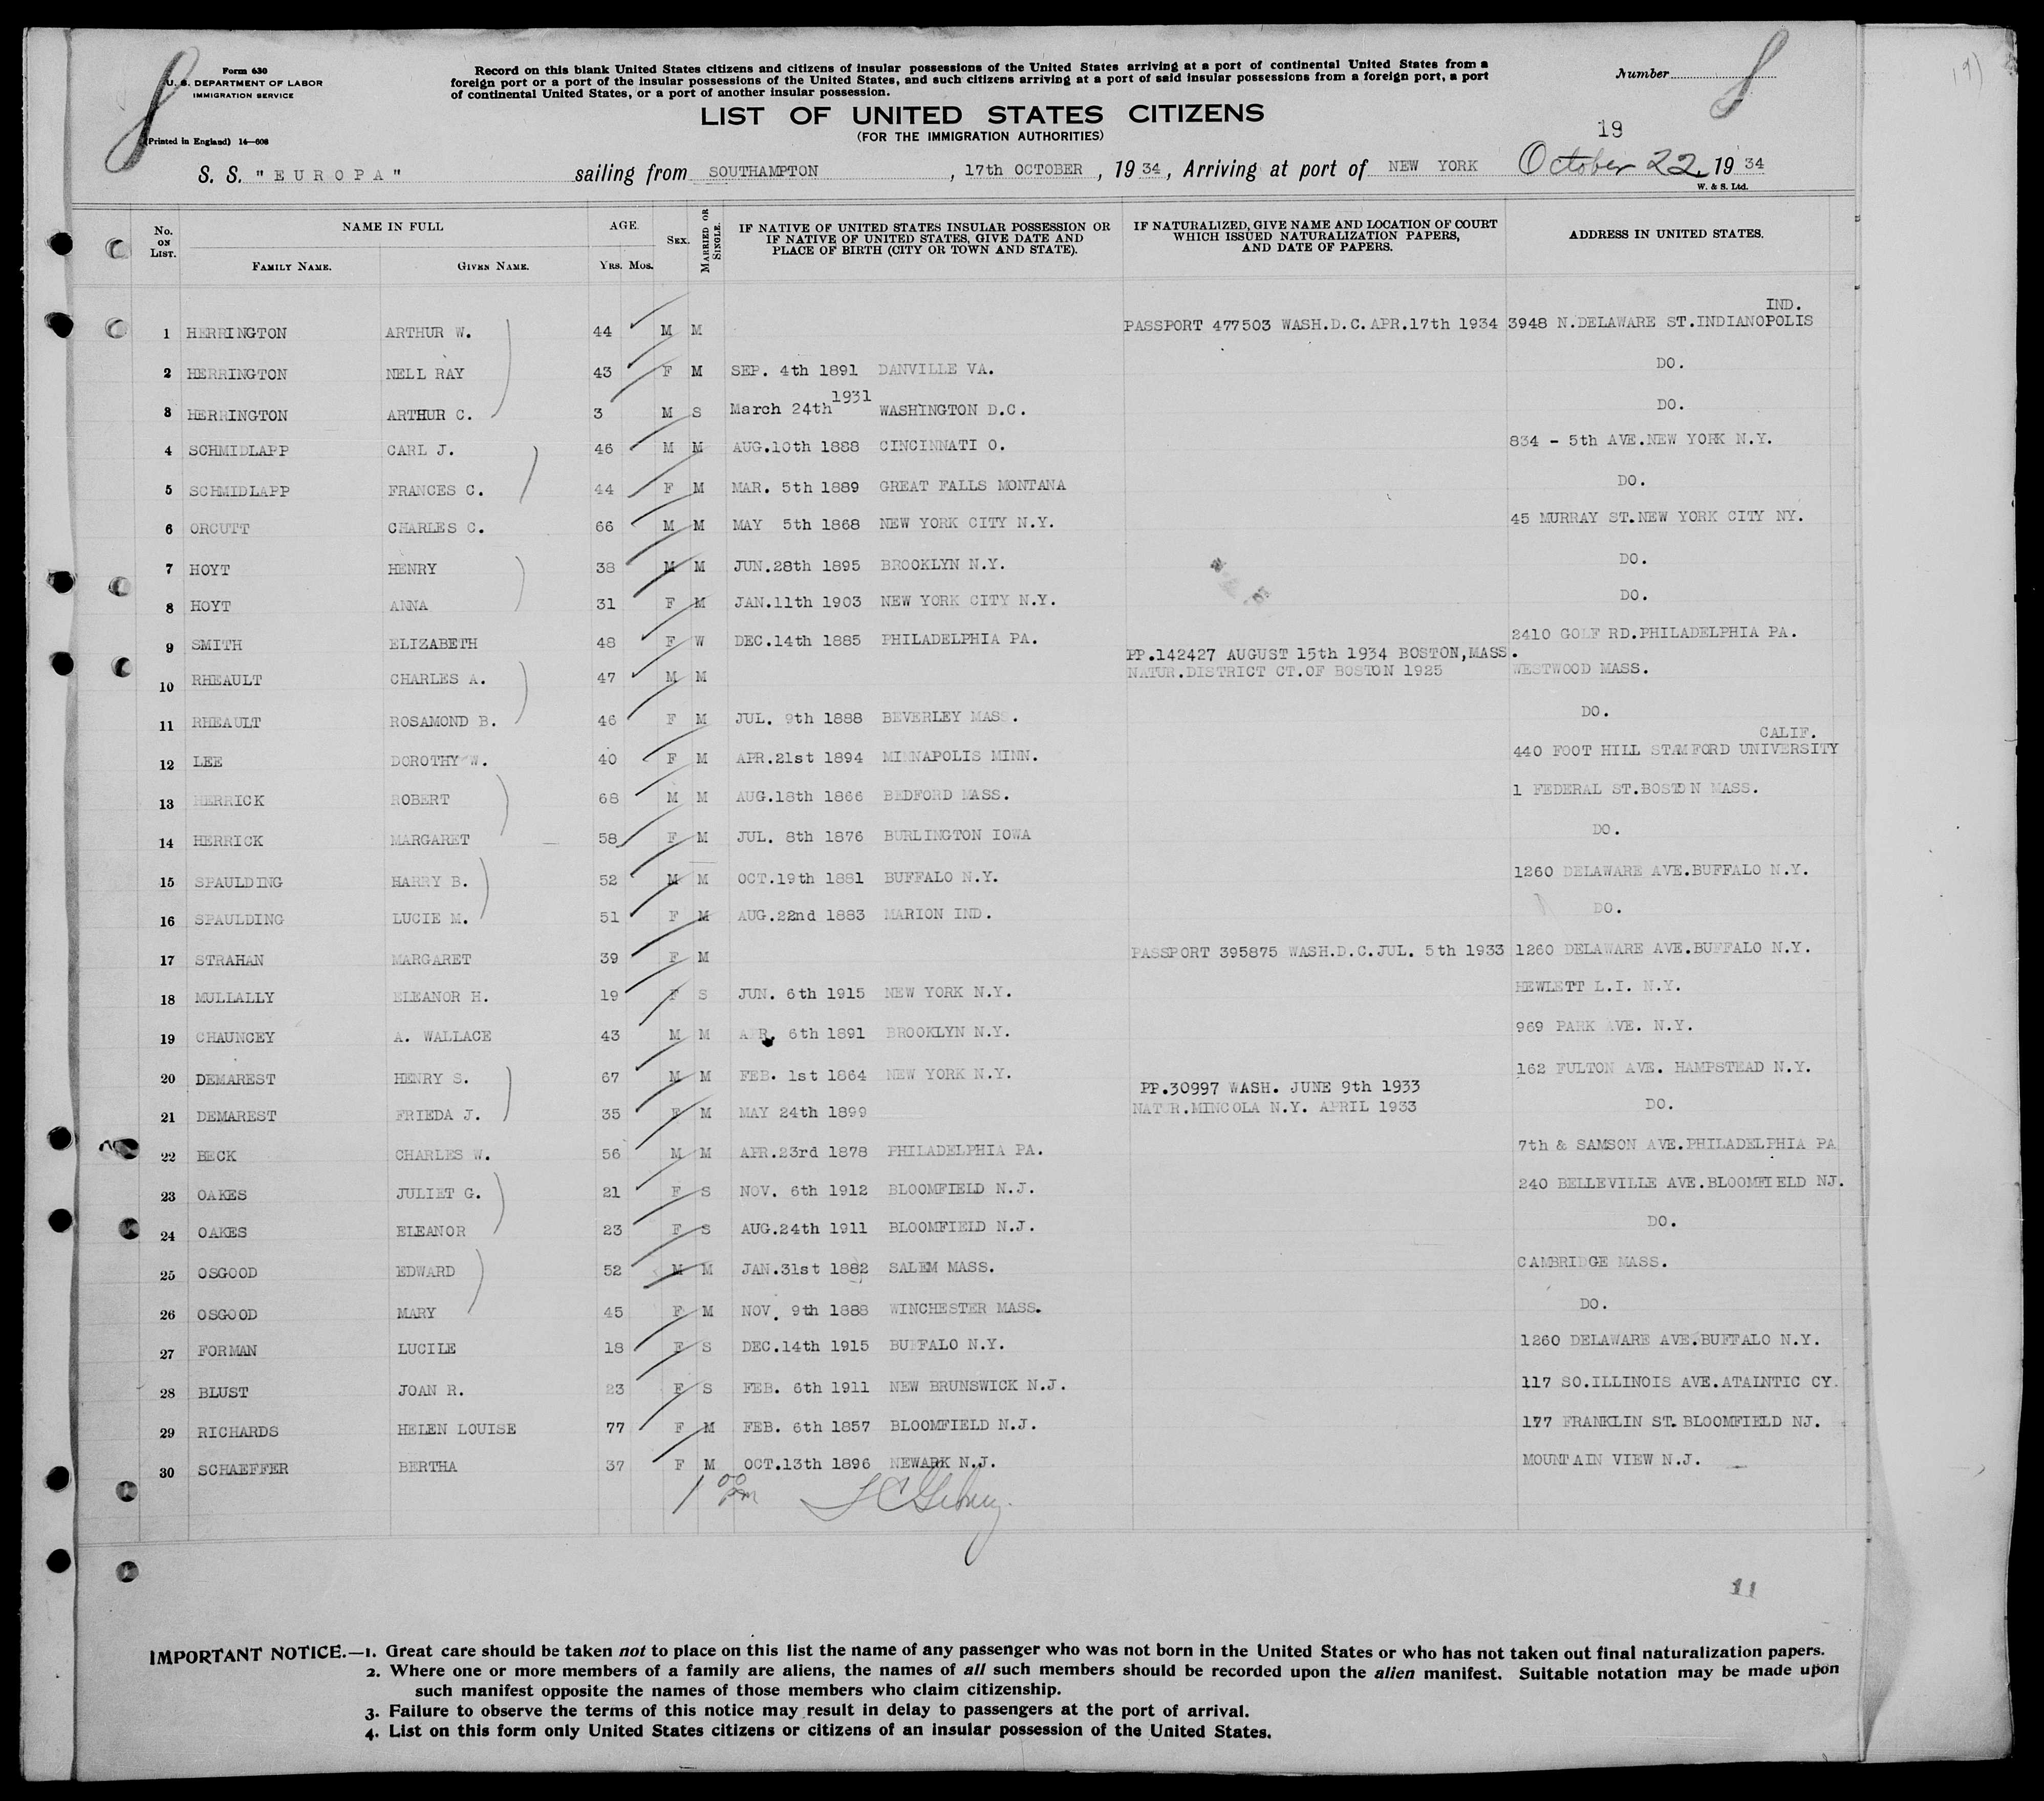 Form 630
U. S. DEPARTMENT OF LABOR
IMMIGRATION SERVICE
(Printed in England) 14—608
Record on this blank United States citizens and citizens of insular possessions of the United States arriving at a port of continental United States from a
foreign port or a port of the insular possessions of the United States, and such citizens arriving at a port of said insular possessions from a foreign port, a port
of continental United States, or a port of another insular possession.
Number
LIST OF UNITED STATES CITIZENS
(FOR THE IMMIGRATION AUTHORITIES)
19
S. S. "EUROPA" sailing from SOUTHAMPTON, 17th OCTOBER, 1934, Arriving at port of NEW YORK October 22, 1934
W. & S. Ltd.
No. ON LIST. NAME IN FULL FAMILY NAME. GIVEN NAME. AGE. YRS. MOS. SEX. MARRIED OR SINGLE. IF NATIVE OF UNITED STATES INSULAR POSSESSION OR IF NATIVE OF UNITED STATES, GIVE DATE AND PLACE OF BIRTH (CITY OR TOWN AND STATE). IF NATURALIZED, GIVE NAME AND LOCATION OF COURT WHICH ISSUED NATURALIZATION PAPERS, AND DATE OF PAPERS. ADDRESS IN UNITED STATES.
IND.
1 HERRINGTON ARTHUR W. 44 M M PASSPORT 477503 WASH.D.C.APR.17th 1934 3948 N.DELAWARE ST.INDIANOPOLIS
2 HERRINGTON NELL RAY 43 F M SEP. 4th 1891 DANVILLE VA. DO.
3 HERRINGTON ARTHUR C. 3 M S March 24th 1931 WASHINGTON D.C. DO.
4 SCHMIDLAPP CARL J. 46 M M AUG.10th 1888 CINCINNATI O. 834 - 5th AVE.NEW YORK N.Y.
5 SCHMIDLAPP FRANCES C. 44 F M MAR. 5th 1889 GREAT FALLS MONTANA DO.
6 ORCUTT CHARLES C. 66 M M MAY 5th 1868 NEW YORK CITY N.Y. 45 MURRAY ST.NEW YORK CITY NY.
7 HOYT HENRY 38 M M JUN.28th 1895 BROOKLYN N.Y. DO.
8 HOYT ANNA 31 F M JAN.11th 1903 NEW YORK CITY N.Y. DO.
9 SMITH ELIZABETH 48 F W DEC.14th 1885 PHILADELPHIA PA. 2410 GOLF RD.PHILADELPHIA PA.
PP.142427 AUGUST 15th 1934 BOSTON,MASS.
10 RHEAULT CHARLES A. 47 M M NATUR.DISTRICT CT.OF BOSTON 1925 WESTWOOD MASS.
11 RHEAULT ROSAMOND B. 46 F M JUL. 9th 1888 BEVERLEY MASS. DO.
CALIF.
12 LEE DOROTHY W. 40 F M APR.21st 1894 MINNAPOLIS MINN. 440 FOOT HILL STAMFORD UNIVERSITY
13 HERRICK ROBERT 68 M M AUG.18th 1866 BEDFORD MASS. 1 FEDERAL ST.BOSTON MASS.
14 HERRICK MARGARET 58 F M JUL. 8th 1876 BURLINGTON IOWA DO.
15 SPAULDING HARRY B. 52 M M OCT.19th 1881 BUFFALO N.Y. 1260 DELAWARE AVE.BUFFALO N.Y.
16 SPAULDING LUCIE M. 51 F M AUG.22nd 1883 MARION IND. DO.
17 STRAHAN MARGARET 39 F M PASSPORT 395875 WASH.D.C.JUL. 5th 1933 1260 DELAWARE AVE.BUFFALO N.Y.
18 MULLALLY ELEANOR H. 19 F S JUN. 6th 1915 NEW YORK N.Y. HEWLETT L.I. N.Y.
19 CHAUNCEY A. WALLACE 43 M M APR. 6th 1891 BROOKLYN N.Y. 969 PARK AVE. N.Y.
20 DEMAREST HENRY S. 67 M M FEB. 1st 1864 NEW YORK N.Y. 162 FULTON AVE. HAMPSTEAD N.Y.
PP.30997 WASH. JUNE 9th 1933
21 DEMAREST FRIEDA J. 35 F M MAY 24th 1899 NATUR.MINCOLA N.Y. APRIL 1933 DO.
22 BECK CHARLES W. 56 M M APR.23rd 1878 PHILADELPHIA PA. 7th & SAMSON AVE.PHILADELPHIA PA
23 OAKES JULIET G. 21 F S NOV. 6th 1912 BLOOMFIELD N.J. 240 BELLEVILLE AVE.BLOOMFIELD NJ.
24 OAKES ELEANOR 23 F S AUG.24th 1911 BLOOMFIELD N.J. DO.
25 OSGOOD EDWARD 52 M M JAN.31st 1882 SALEM MASS. CAMBRIDGE MASS.
26 OSGOOD MARY 45 F M NOV. 9th 1888 WINCHESTER MASS. DO.
27 FORMAN LUCILE 18 F S DEC.14th 1915 BUFFALO N.Y. 1260 DELAWARE AVE.BUFFALO N.Y.
28 BLUST JOAN R. 23 F S FEB. 6th 1911 NEW BRUNSWICK N.J. 117 SO.ILLINOIS AVE.ATALNTIC CY.
29 RICHARDS HELEN LOUISE 77 F M FEB. 6th 1857 BLOOMFIELD N.J. 177 FRANKLIN ST. BLOOMFIELD NJ.
30 SCHAEFFER BERTHA 37 F M OCT.13th 1896 NEWARK N.J. MOUNTAIN VIEW N.J.
1 00 pm
11
IMPORTANT NOTICE.—1. Great care should be taken not to place on this list the name of any passenger who was not born in the United States or who has not taken out final naturalization papers.
2. Where one or more members of a family are aliens, the names of all such members should be recorded upon the alien manifest. Suitable notation may be made upon
such manifest opposite the names of those members who claim citizenship.
3. Failure to observe the terms of this notice may result in delay to passengers at the port of arrival.
4. List on this form only United States citizens or citizens of an insular possession of the United States.